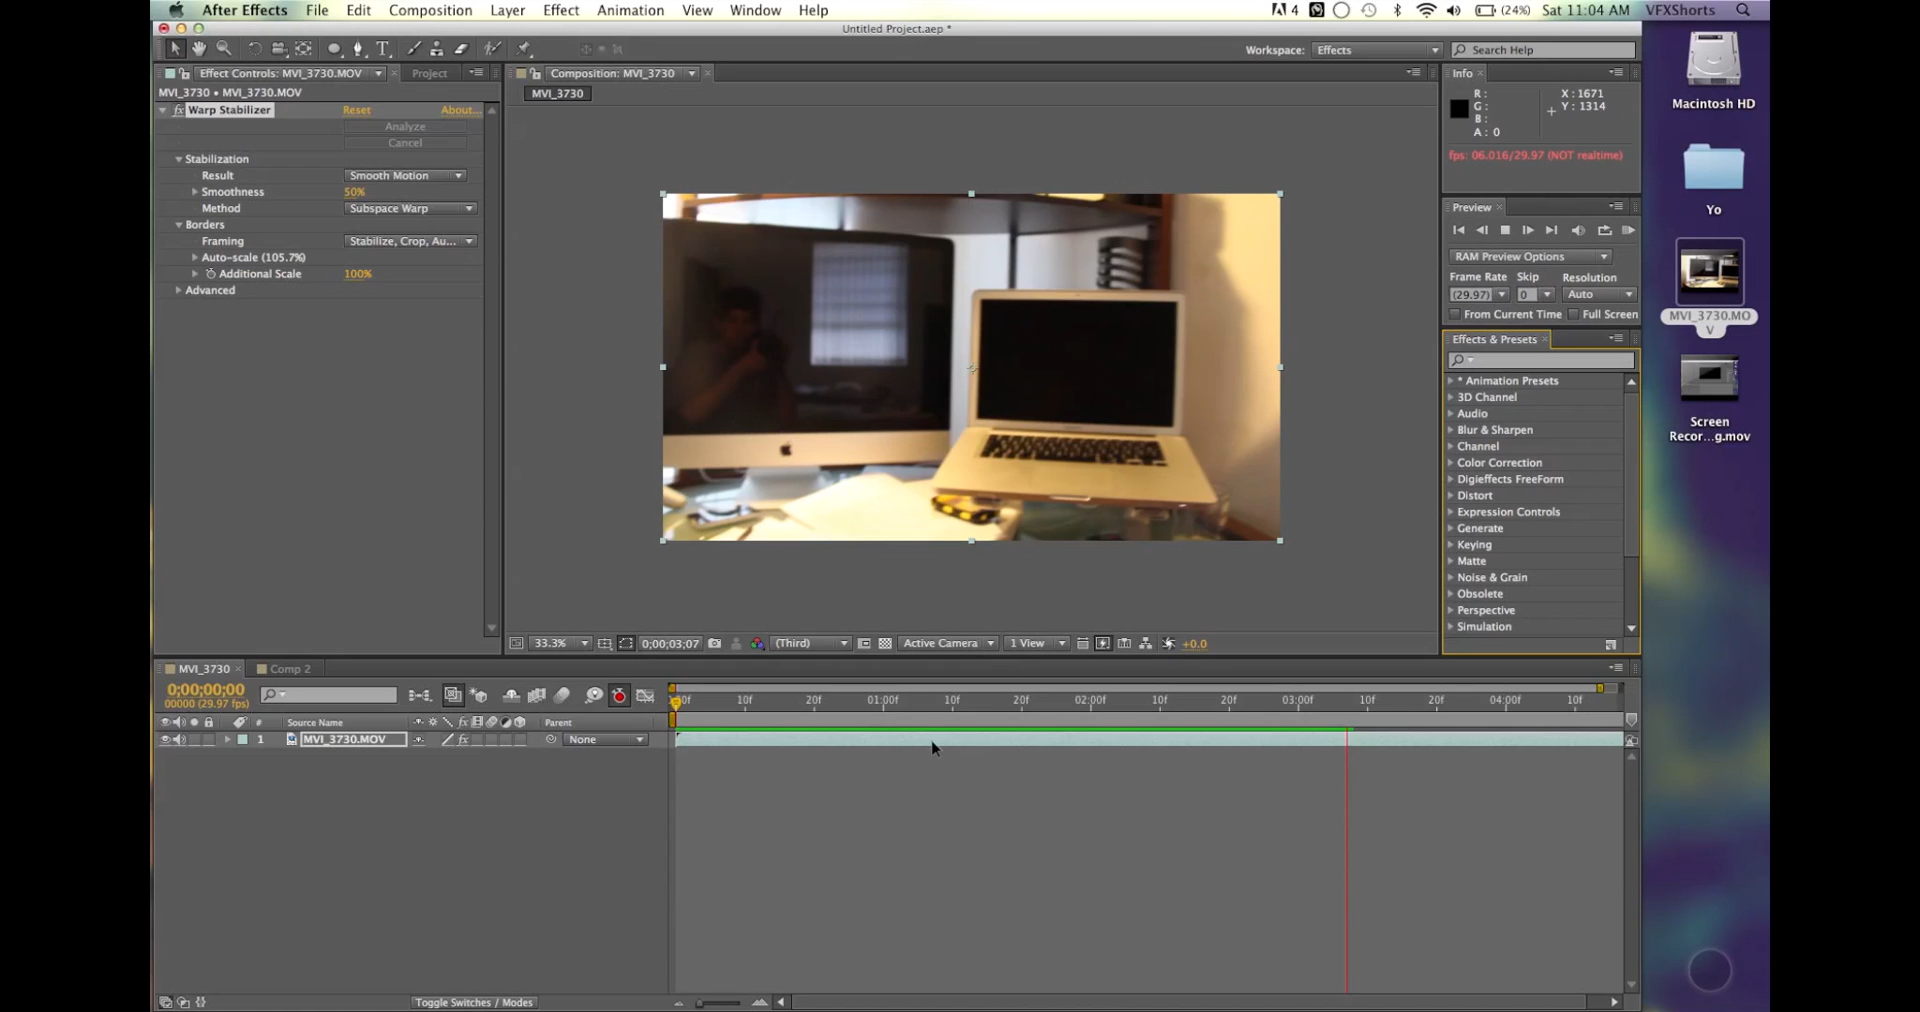 After Effects File Edit Composition Layer Effect Animation View Window Help 4 (24%) Sat 11:04 AM VFXShorts
Untitled Project.aep *
Workspace: Effects Search Help
Effect Controls: MVI_3730.MOV Project
MVI_3730 • MVI_3730.MOV
fx Warp Stabilizer Reset About...
Analyze
Cancel
Stabilization
Result Smooth Motion
Smoothness 50%
Method Subspace Warp
Borders
Framing Stabilize, Crop, Au...
Auto-scale (105.7%)
Additional Scale 100%
Advanced
Composition: MVI_3730
MVI_3730
33.3% 0;00;03;07 (Third) Active Camera 1 View +0.0
Info
R: X : 1671
G: Y : 1314
B:
A : 0
fps: 06.016/29.97 (NOT realtime)
Preview
RAM Preview Options
Frame Rate Skip Resolution
(29.97) 0 Auto
From Current Time Full Screen
Effects & Presets
* Animation Presets
3D Channel
Audio
Blur & Sharpen
Channel
Color Correction
Digieffects FreeForm
Distort
Expression Controls
Generate
Keying
Matte
Noise & Grain
Obsolete
Perspective
Simulation
Macintosh HD
Yo
MVI_3730.MO
V
Screen
Recor...g.mov
MVI_3730 Comp 2
0;00;00;00
00000 (29.97 fps)
00f 10f 20f 01:00f 10f 20f 02:00f 10f 20f 03:00f 10f 20f 04:00f 10f
# Source Name fx Parent
1 MVI_3730.MOV fx None
Toggle Switches / Modes